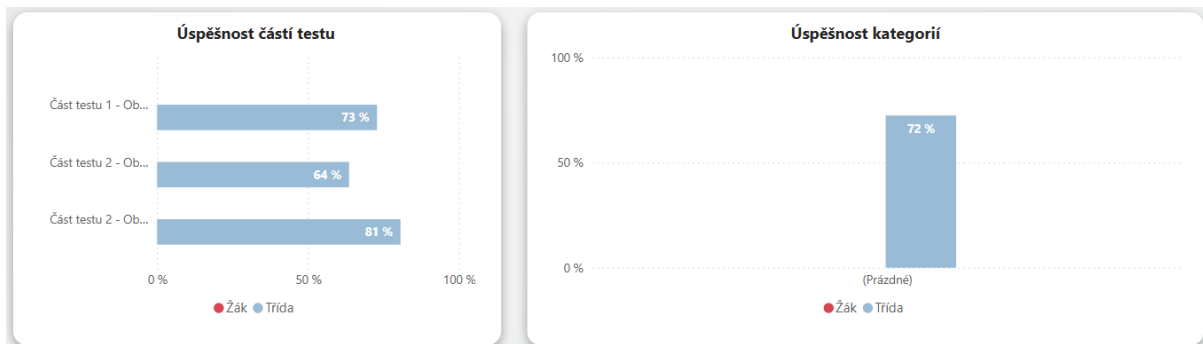 Úspěšnost částí testu
Část testu 1 - Ob...
73 %
Část testu 2 - Ob...
64 %
Část testu 2 - Ob...
81 %
0 %
50 %
100 %
Žák
Třída
Úspěšnost kategorií
100 %
50 %
0 %
72 %
(Prázdné)
Žák
Třída